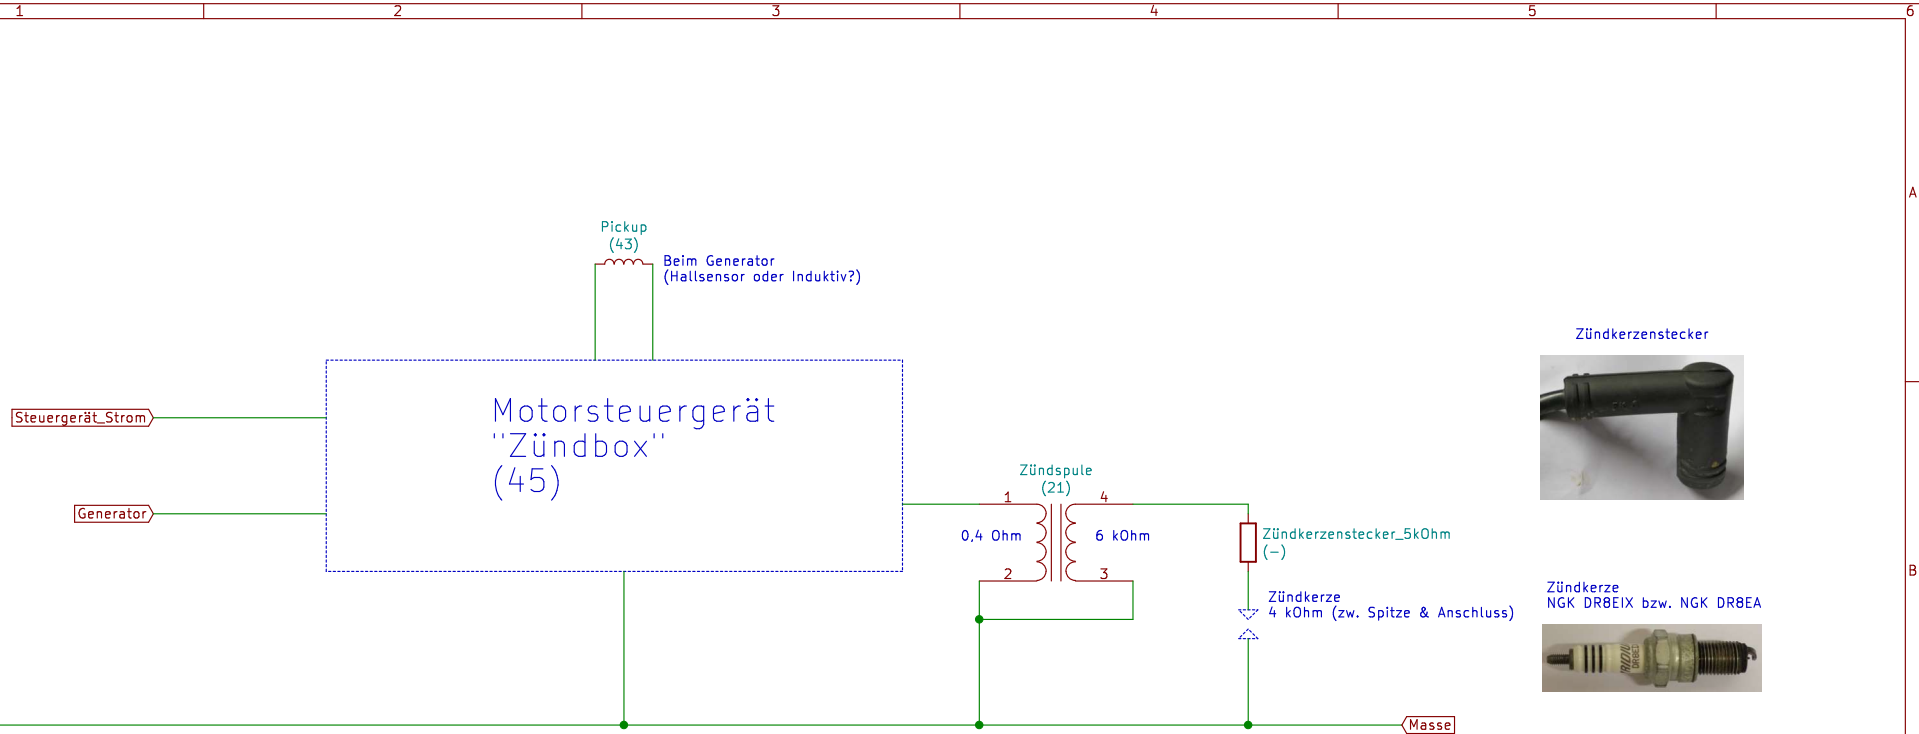 1
2
3
4
5
6
A
Pickup
(43)
Beim Generator
(Hallsensor oder Induktiv?)
Zündkerzenstecker
Motorsteuergerät
"Zündbox"
(45)
Steuergerät_Strom
Generator
Zündspule
(21)
1
4
0,4 Ohm
6 kOhm
2
3
Zündkerzenstecker_5kOhm
(-)
B
Zündkerze
4 kOhm (zw. Spitze & Anschluss)
Zündkerze
NGK DR8EIX bzw. NGK DR8EA
Masse